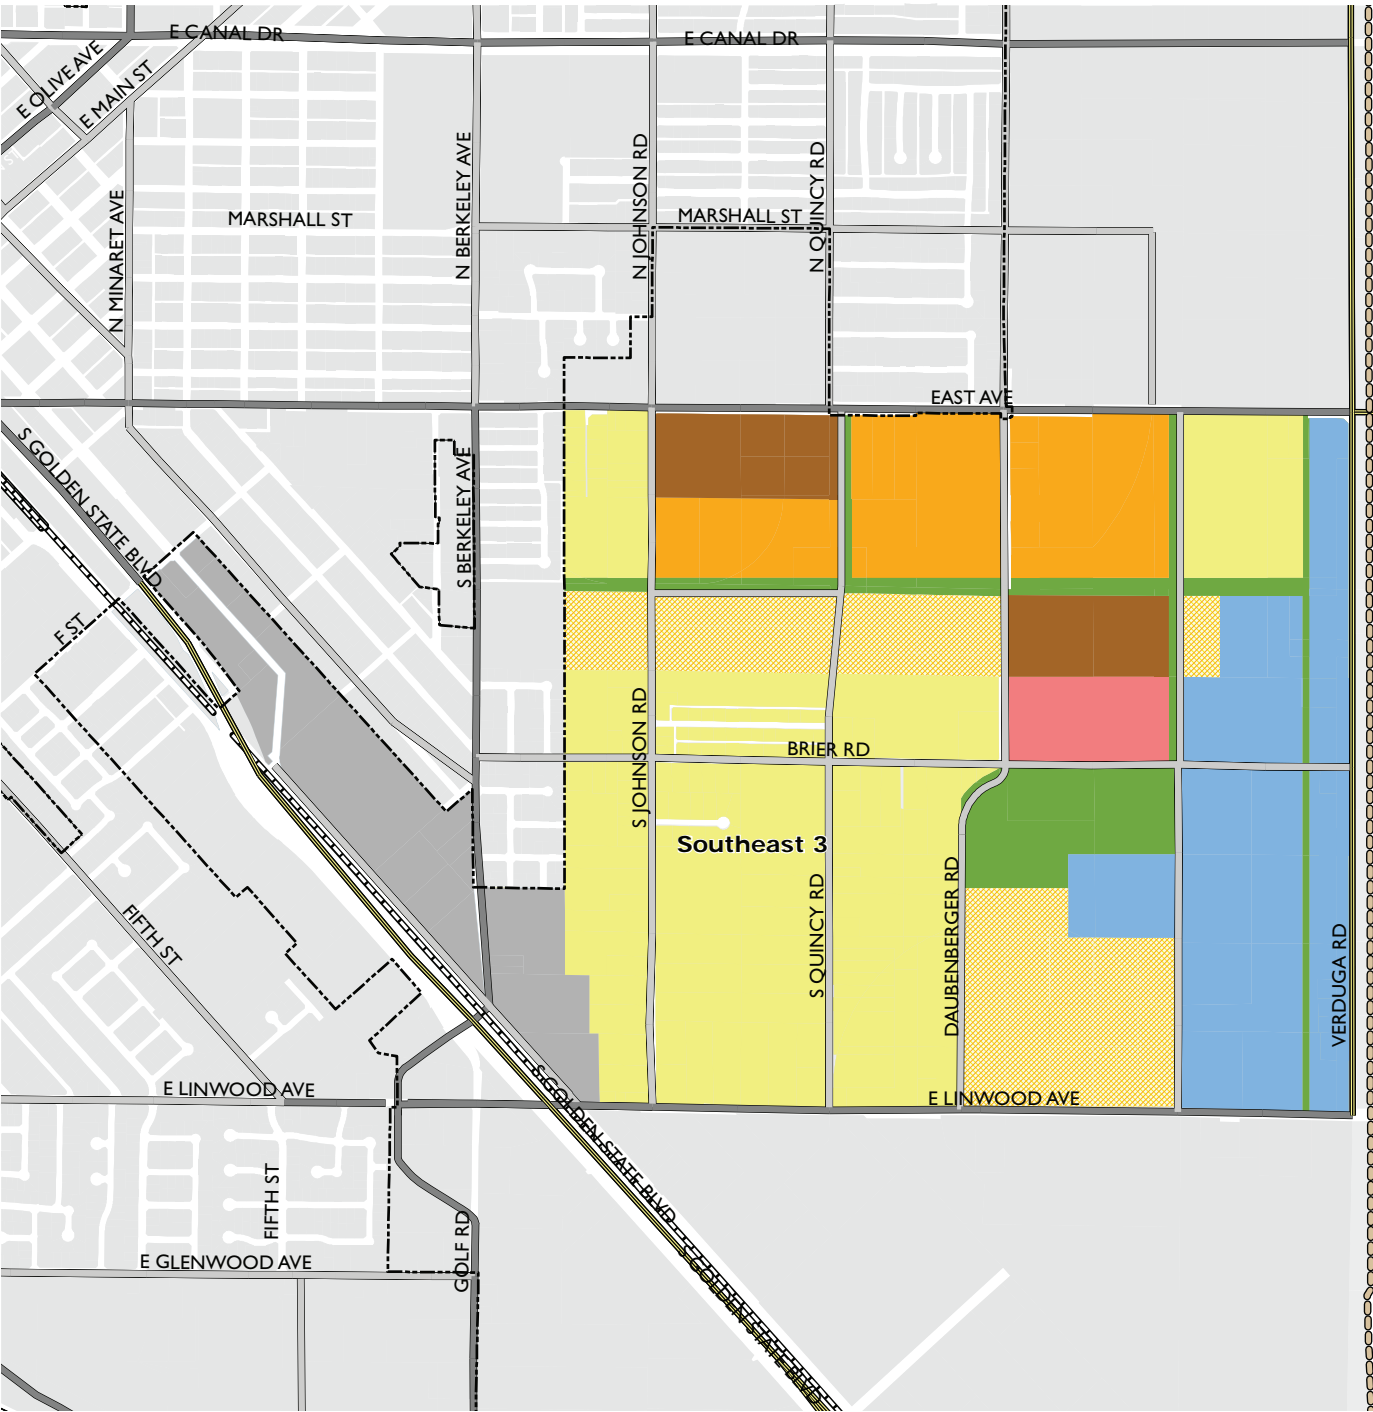 E CANAL DR
E CANAL DR
E OLIVE AVE
E MAIN ST
N MINARET AVE
MARSHALL ST
N BERKELEY AVE
N JOHNSON RD
MARSHALL ST
N QUINCY RD
EAST AVE
S GOLDEN STATE BLVD
S BERKELEY AVE
F ST
S JOHNSON RD
BRIER RD
Southeast 3
S QUINCY RD
DAUBENBERGER RD
VERDUGA RD
FIFTH ST
E LINWOOD AVE
E LINWOOD AVE
S GOLDEN STATE BLVD
FIFTH ST
GOLF RD
E GLENWOOD AVE
S GOLDEN STATE BLVD